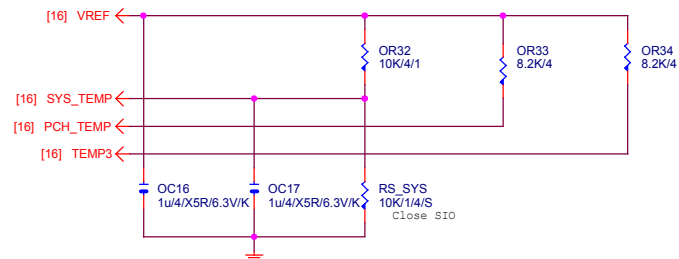 [16] VREF
OR32
10K/4/1
OR33
8.2K/4
OR34
8.2K/4
[16] SYS_TEMP
[16] PCH_TEMP
[16] TEMP3
OC16
1u/4/X5R/6.3V/K
OC17
1u/4/X5R/6.3V/K
RS_SYS
10K/1/4/S
Close SIO